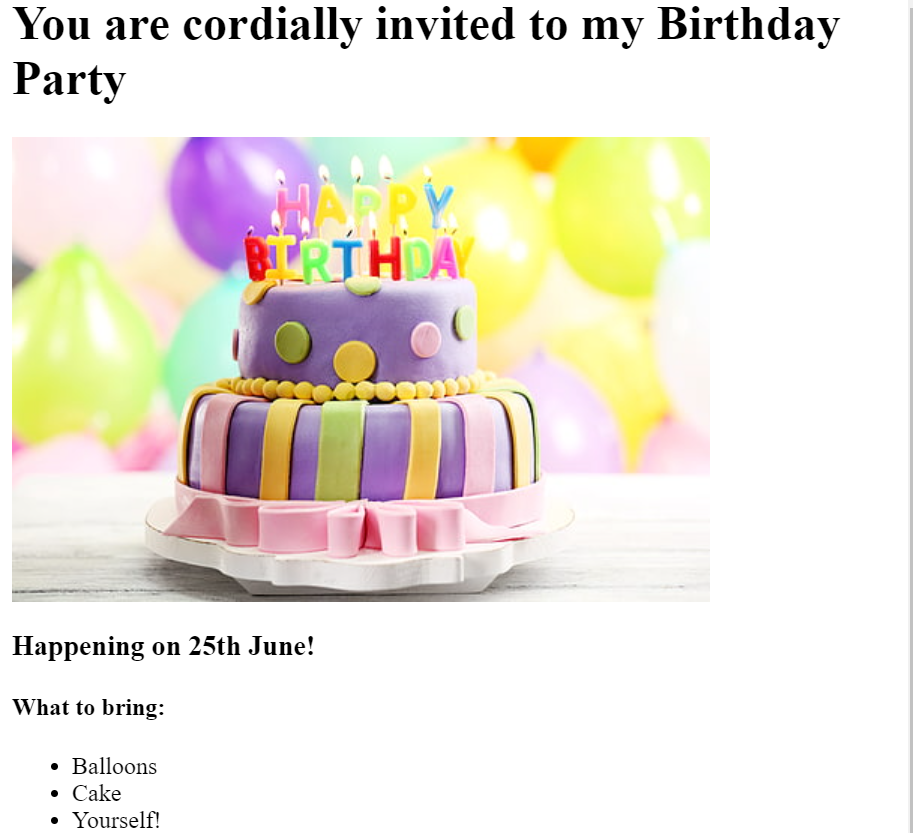 You are cordially invited to my Birthday
Party
HAPPY
BIRTHDAY
Happening on 25th June!
What to bring:
Balloons
Cake
Yourself!